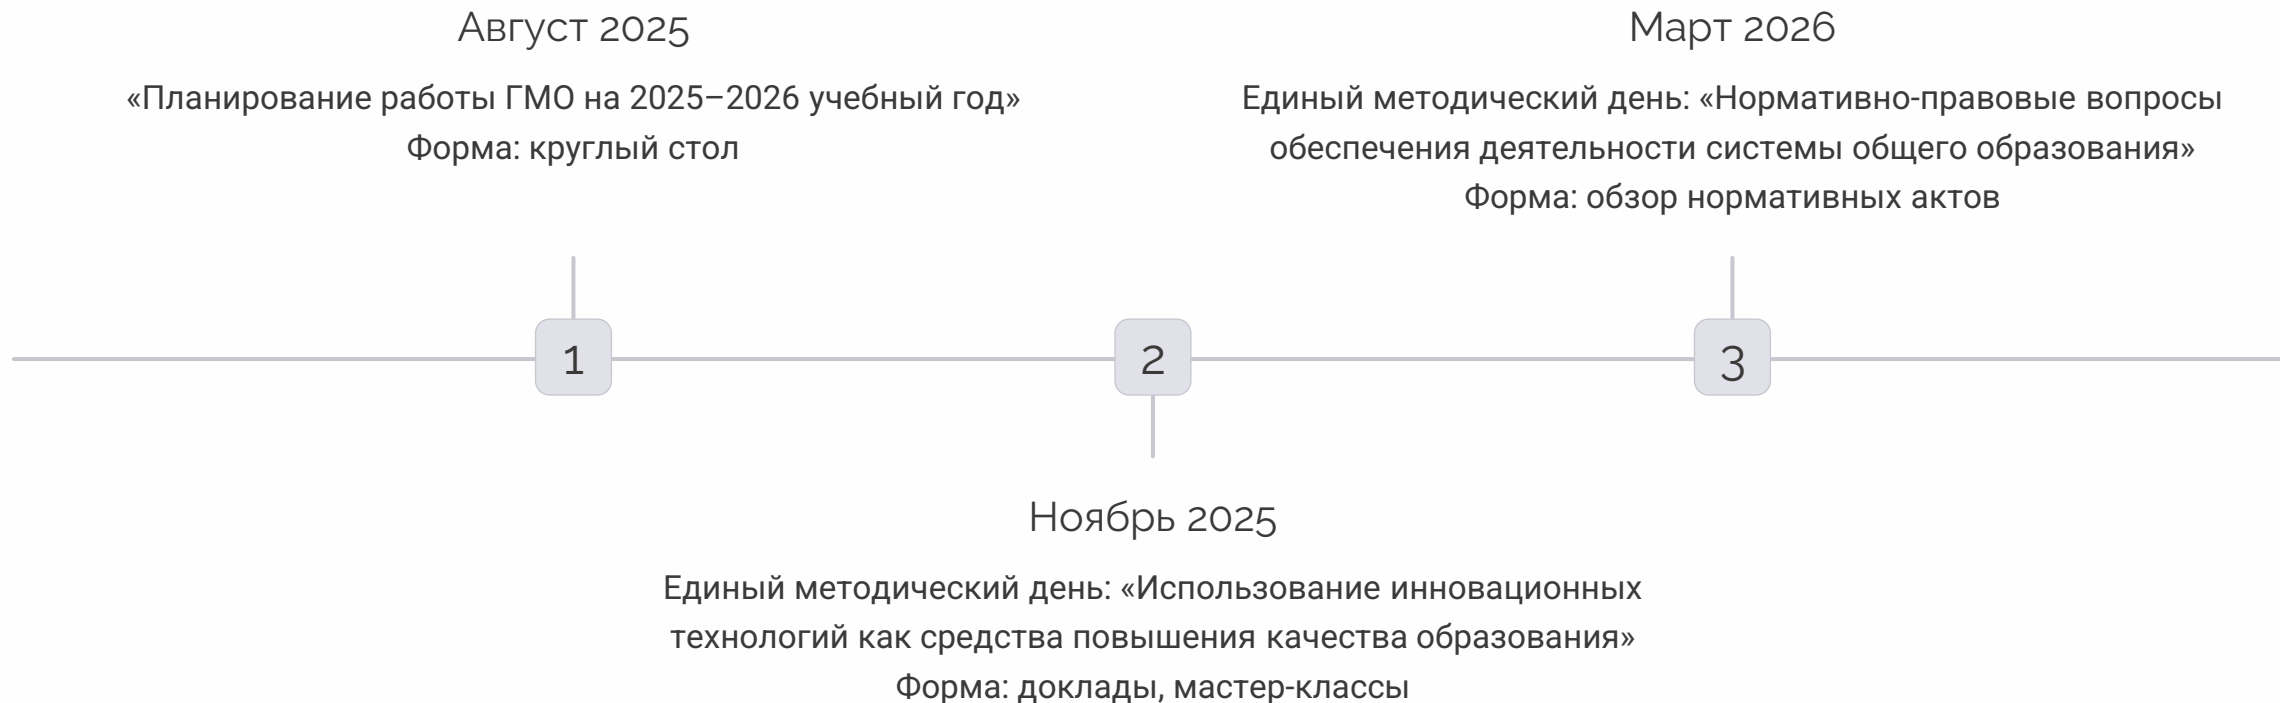 Август 2025
«Планирование работы ГМО на 2025–2026 учебный год»
Форма: круглый стол
Март 2026
Единый методический день: «Нормативно-правовые вопросы
обеспечения деятельности системы общего образования»
Форма: обзор нормативных актов
1
2
3
Ноябрь 2025
Единый методический день: «Использование инновационных
технологий как средства повышения качества образования»
Форма: доклады, мастер-классы